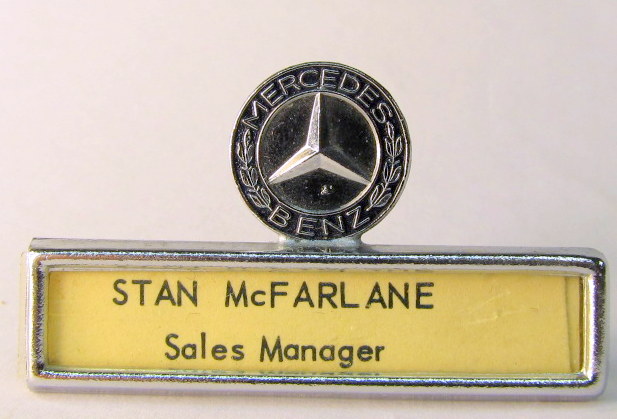 MERCEDES
BENZ
STAN McFARLANE
Sales Manager